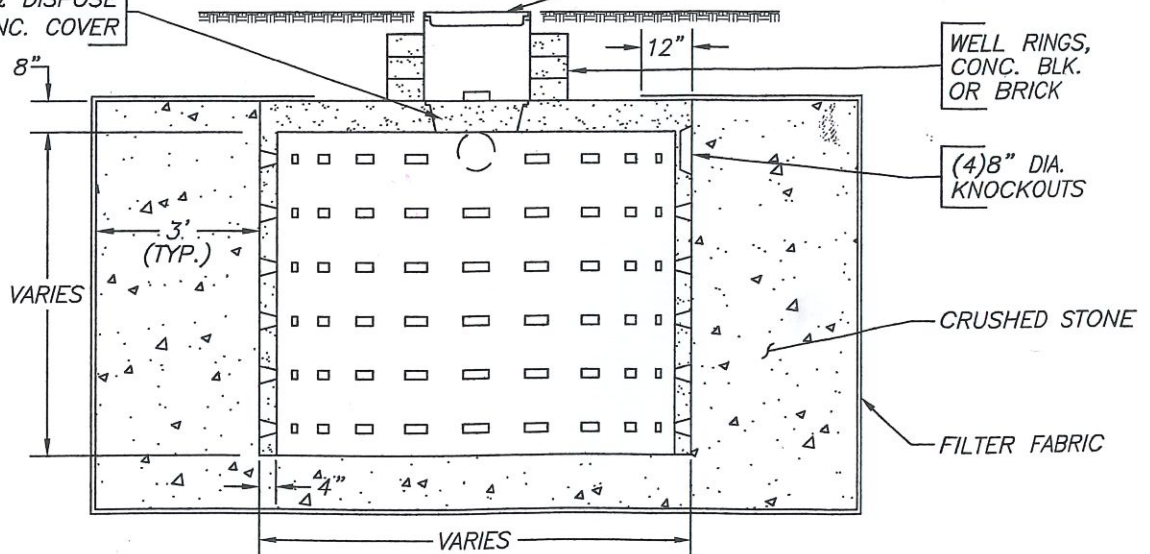 & DISPOSE
NC. COVER
8"
12"
WELL RINGS,
CONC. BLK.
OR BRICK
(4)8" DIA.
KNOCKOUTS
3'
(TYP.)
VARIES
CRUSHED STONE
FILTER FABRIC
4"
VARIES